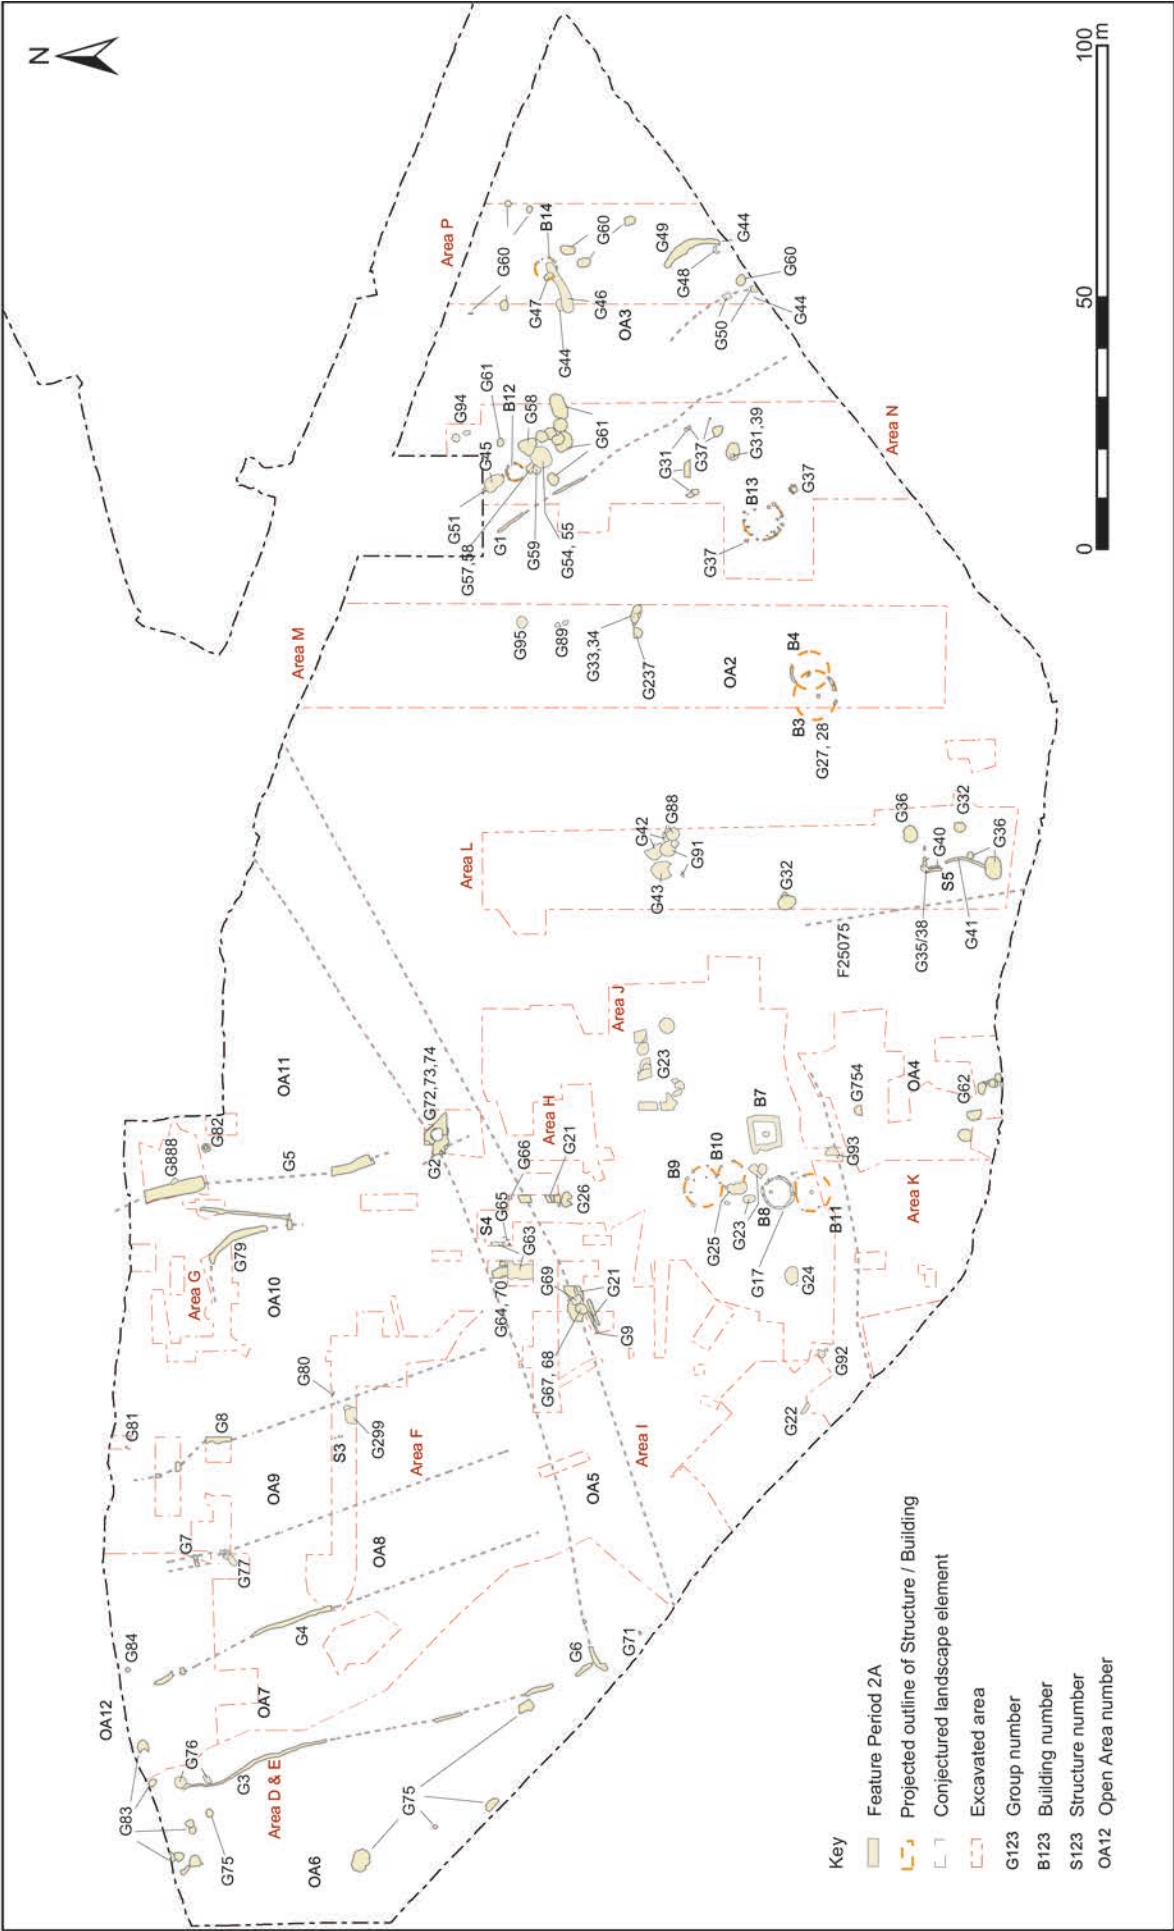 N
Area P
G60
B14
G60
G47
G46
G44
OA3
G49
G44
G48
G60
G50
G44
G94
G61
B12
G58
G45
G51
G61
G57,58
G1
G59
G54, 55
G31
G37
G31,39
B13
G37
G37
Area N
Area M
G95
G89
G33,34
G237
OA2
B4
B3
G27, 28
Area L
G42
G88
G43
G91
G32
G36
G32
G40
G36
S5
G35/38
G41
F25075
Area J
G23
OA11
G72,73,74
G2
Area H
G66
G21
G65
S4
G26
G63
G69
G21
G64, 70
G9
G67, 68
B7
B10
B9
G25
G23
B8
G17
B11
G24
G754
OA4
G62
G93
Area K
G92
G22
G82
G888
G5
G79
Area G
OA10
G80
G81
G8
S3
G299
Area F
OA9
OA5
Area I
G7
G77
OA8
G84
G4
OA12
OA7
G6
G71
G76
G3
G83
Area D & E
G75
G75
OA6
0
50
100
m
Key
Feature Period 2A
Projected outline of Structure / Building
Conjectured landscape element
Excavated area
G123 Group number
B123 Building number
S123 Structure number
OA12 Open Area number